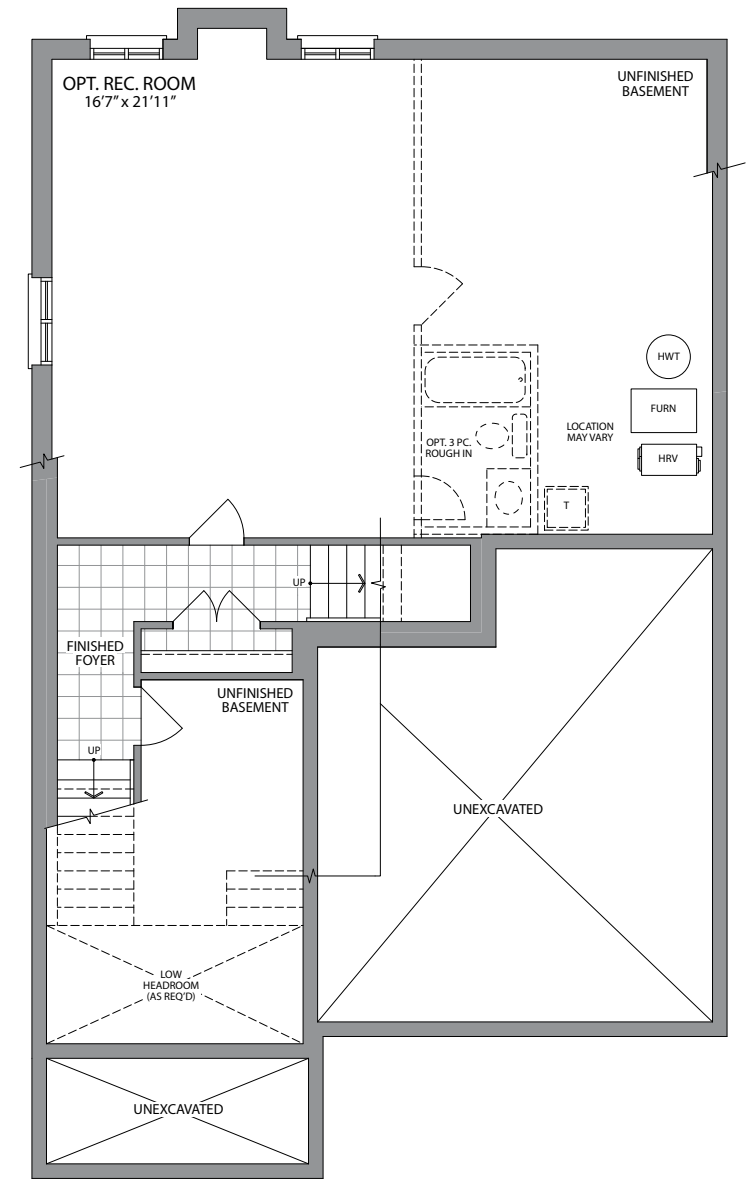 OPT. REC. ROOM
16’7” x 21’11”
UNFINISHED
BASEMENT
HWT
FURN
LOCATION
MAY VARY
OPT. 3 PC.
ROUGH IN
HRV
T
UP
FINISHED
FOYER
UNFINISHED
BASEMENT
UP
UNEXCAVATED
LOW
HEADROOM
(AS REQ’D)
UNEXCAVATED